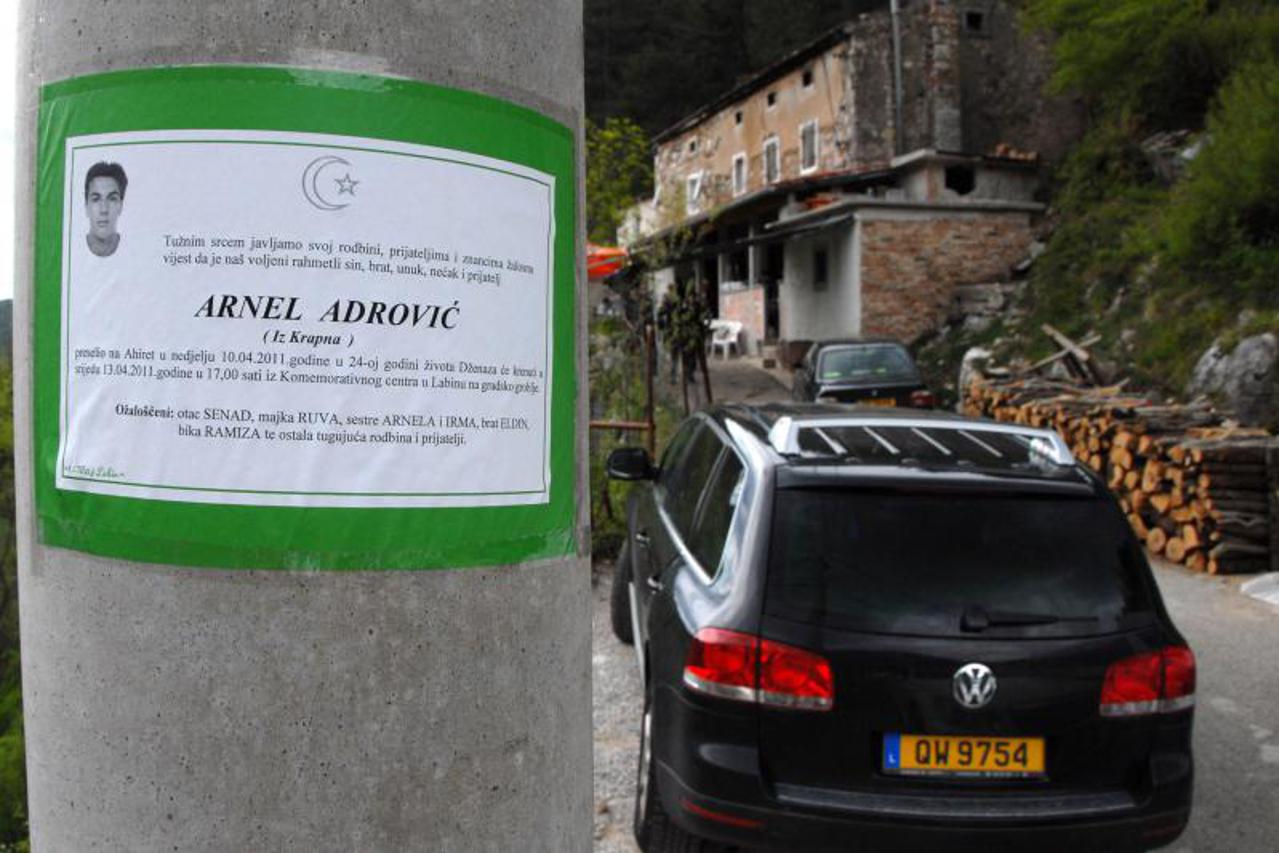 Tužnim srcem javljamo svoj rodbini, prijateljima i znancima žalosnu
vijest da je naš voljeni rahmetli sin, brat, unuk, nećak i prijatelj
ARNEL ADROVIĆ
( Iz Krapna )
preselio na Ahiret u nedjelju 10.04.2011.godine u 24-oj godini života Dženaza će krenuti u
srijedu 13.04.2011.godine u 17,00 sati iz Komemorativnog centra u Labinu na gradsko groblje.
Ožalošćeni: otac SENAD, majka RUVA, sestre ARNELA i IRMA, brat ELDIN,
bika RAMIZA te ostala tugujuća rodbina i prijatelji.
L QW 9754